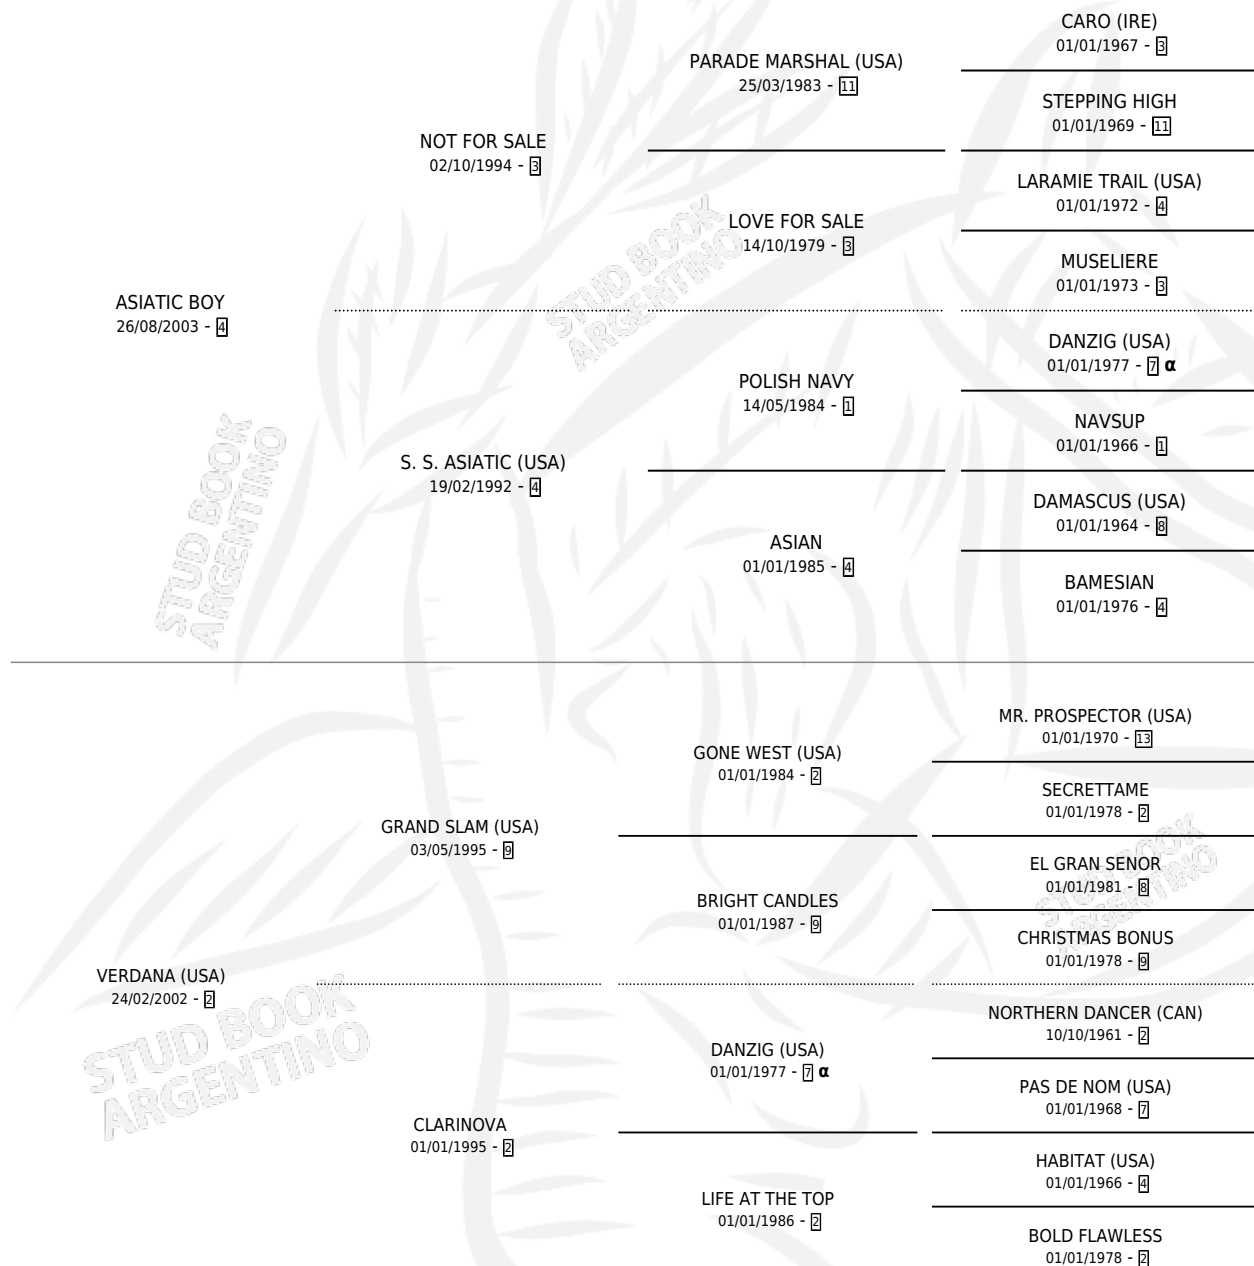 CARO (IRE)
01/01/1967 - 3
PARADE MARSHAL (USA)
25/03/1983 - 11
STEPPING HIGH
01/01/1969 - 11
NOT FOR SALE
02/10/1994 - 3
LARAMIE TRAIL (USA)
01/01/1972 - 4
LOVE FOR SALE
14/10/1979 - 3
MUSELIERE
01/01/1973 - 3
ASIATIC BOY
26/08/2003 - 4
DANZIG (USA)
01/01/1977 - 7 α
POLISH NAVY
14/05/1984 - 1
NAVSUP
01/01/1966 - 1
S. S. ASIATIC (USA)
19/02/1992 - 4
DAMASCUS (USA)
01/01/1964 - 8
ASIAN
01/01/1985 - 4
BAMESIAN
01/01/1976 - 4
MR. PROSPECTOR (USA)
01/01/1970 - 13
GONE WEST (USA)
01/01/1984 - 2
SECRETTAME
01/01/1978 - 2
GRAND SLAM (USA)
03/05/1995 - 9
EL GRAN SENOR
01/01/1981 - 8
BRIGHT CANDLES
01/01/1987 - 9
CHRISTMAS BONUS
01/01/1978 - 9
VERDANA (USA)
24/02/2002 - 2
NORTHERN DANCER (CAN)
10/10/1961 - 2
DANZIG (USA)
01/01/1977 - 7 α
PAS DE NOM (USA)
01/01/1968 - 7
CLARINOVA
01/01/1995 - 2
HABITAT (USA)
01/01/1966 - 4
LIFE AT THE TOP
01/01/1986 - 2
BOLD FLAWLESS
01/01/1978 - 2
STUD BOOK
ARGENTINO
STUD BOOK
ARGENTINO
STUD BOOK
ARGENTINO
STUD BOOK
ARGENTINO